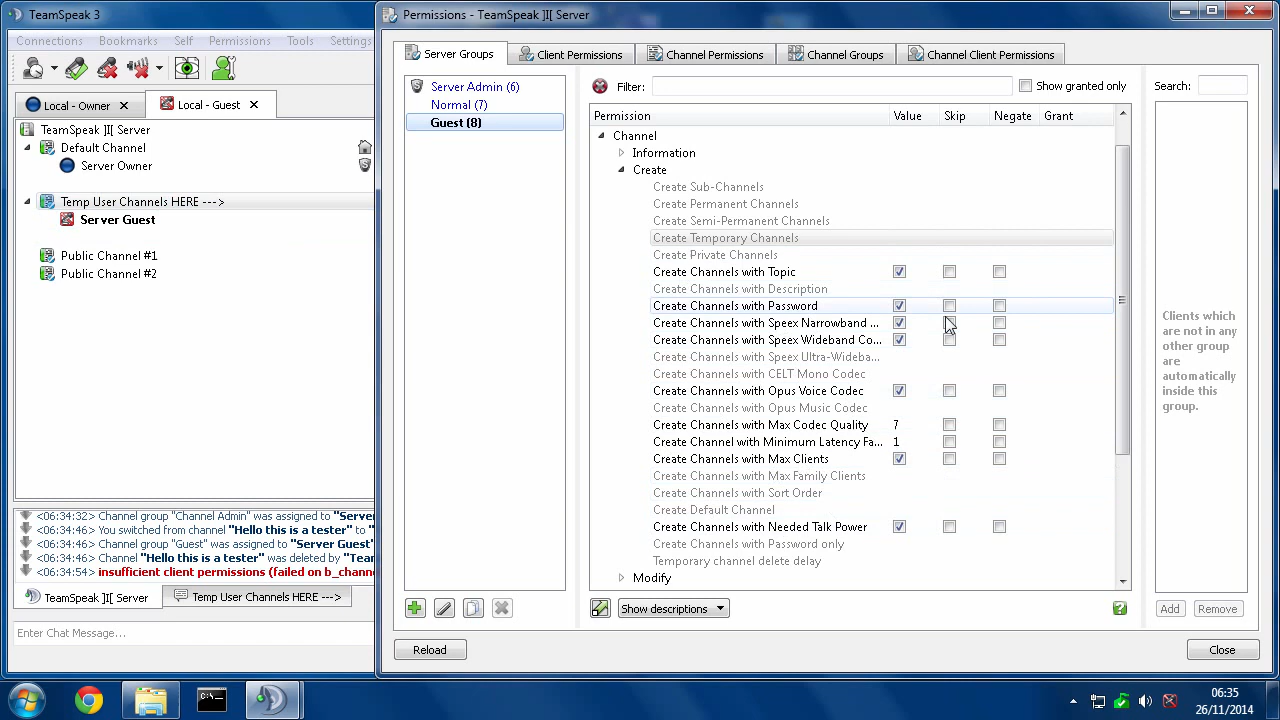 TeamSpeak 3
Connections Bookmarks Self Permissions Tools Settings
Local - Owner
Local - Guest
TeamSpeak ]I[ Server
Default Channel
Server Owner
Temp User Channels HERE --->
Server Guest
Public Channel #1
Public Channel #2
<06:34:32> Channel group "Channel Admin" was assigned to "Server
<06:34:46> You switched from channel "Hello this is a tester" to "
<06:34:46> Channel group "Guest" was assigned to "Server Guest"
<06:34:46> Channel "Hello this is a tester" was deleted by "Team
<06:34:54> insufficient client permissions (failed on b_channe
TeamSpeak ]I[ Server
Temp User Channels HERE --->
Enter Chat Message...
Permissions - TeamSpeak ]I[ Server
Server Groups
Client Permissions
Channel Permissions
Channel Groups
Channel Client Permissions
Server Admin (6)
Normal (7)
Guest (8)
Filter:
Show granted only
Search:
Permission Value Skip Negate Grant
Channel
Information
Create
Create Sub-Channels
Create Permanent Channels
Create Semi-Permanent Channels
Create Temporary Channels
Create Private Channels
Create Channels with Topic
Create Channels with Description
Create Channels with Password
Create Channels with Speex Narrowband ...
Create Channels with Speex Wideband Co...
Create Channels with Speex Ultra-Wideba...
Create Channels with CELT Mono Codec
Create Channels with Opus Voice Codec
Create Channels with Opus Music Codec
Create Channels with Max Codec Quality 7
Create Channel with Minimum Latency Fa... 1
Create Channels with Max Clients
Create Channels with Max Family Clients
Create Channels with Sort Order
Create Default Channel
Create Channels with Needed Talk Power
Create Channels with Password only
Temporary channel delete delay
Modify
Clients which
are not in any
other group
are
automatically
inside this
group.
Show descriptions
Add
Remove
Reload
Close
06:35
26/11/2014